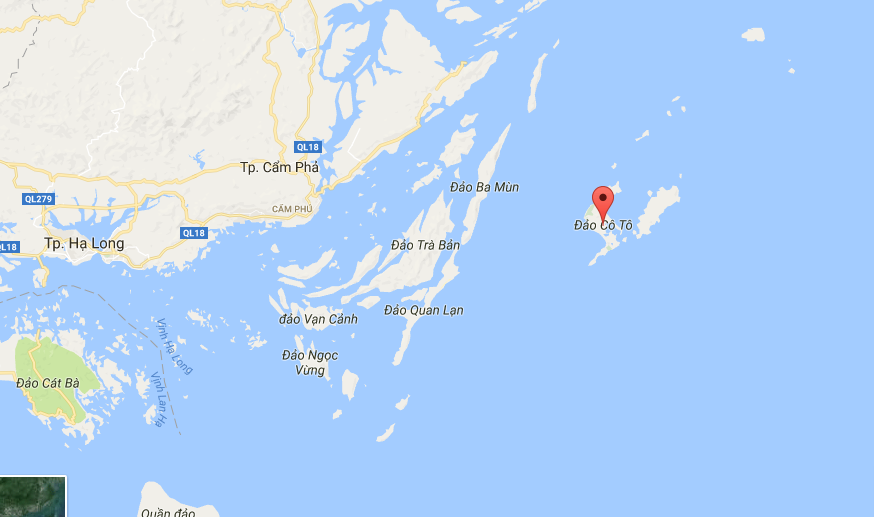 QL18
Tp. Cẩm Phả
Đảo Ba Mùn
QL279
CẨM PHÚ
Đảo Cô Tô
QL18
Tp. Hạ Long
QL18
Đảo Trà Bản
Đảo Quan Lạn
đảo Vạn Cảnh
Vịnh Hạ Long
Đảo Ngọc
Vừng
Đảo Cát Bà
Vịnh Lan Hạ
Quần đảo